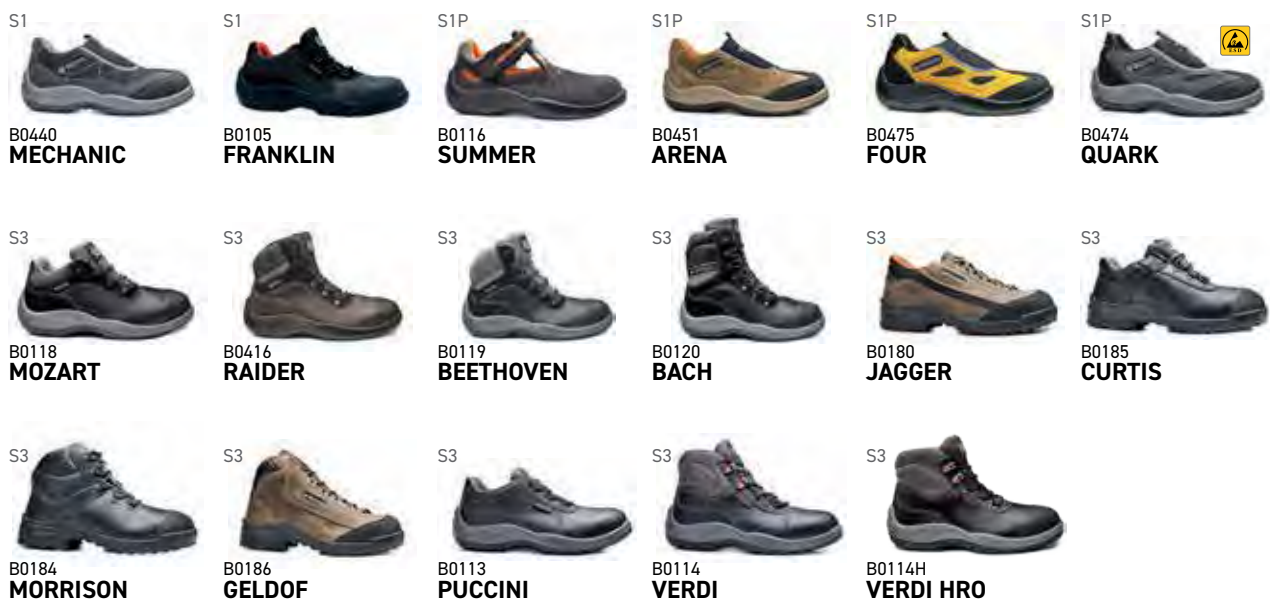 S1
B0440
MECHANIC
S1
B0105
FRANKLIN
S1P
B0116
SUMMER
S1P
B0451
ARENA
S1P
B0475
FOUR
S1P
ESD
B0474
QUARK
S3
B0118
MOZART
S3
B0416
RAIDER
S3
B0119
BEETHOVEN
S3
B0120
BACH
S3
B0180
JAGGER
S3
B0185
CURTIS
S3
B0184
MORRISON
S3
B0186
GELDOF
S3
B0113
PUCCINI
S3
B0114
VERDI
S3
B0114H
VERDI HRO